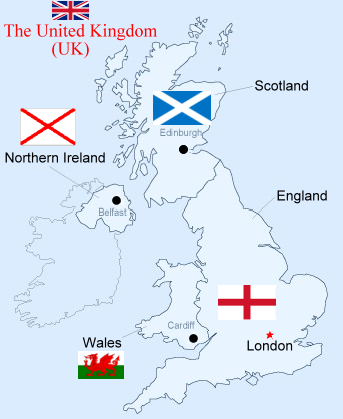 The United Kingdom
(UK)
Scotland
Edinburgh
Northern Ireland
England
Belfast
Cardiff
Wales
London